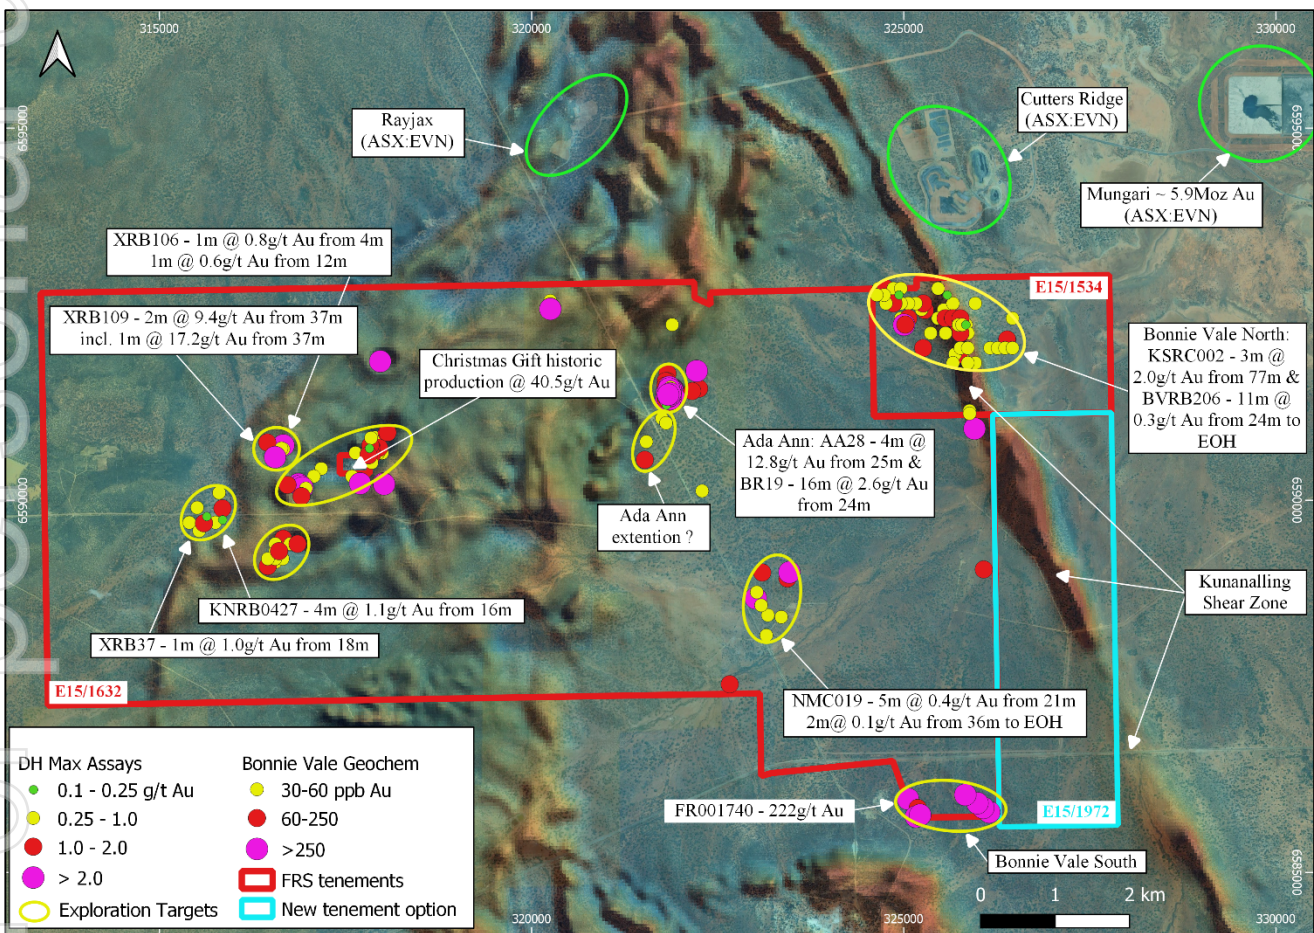 315000
320000
325000
330000
6595000
6595000
Rayjax
(ASX:EVN)
Cutters Ridge
(ASX:EVN)
Mungari ~ 5.9Moz Au
(ASX:EVN)
XRB106 - 1m @ 0.8g/t Au from 4m
1m @ 0.6g/t Au from 12m
E15/1534
XRB109 - 2m @ 9.4g/t Au from 37m
incl. 1m @ 17.2g/t Au from 37m
Christmas Gift historic
production @ 40.5g/t Au
Bonnie Vale North:
KSRC002 - 3m @
2.0g/t Au from 77m &
BVRB206 - 11m @
0.3g/t Au from 24m to
EOH
Ada Ann: AA28 - 4m @
12.8g/t Au from 25m &
BR19 - 16m @ 2.6g/t Au
from 24m
6590000
6590000
Ada Ann
extention ?
Kunanalling
Shear Zone
KNRB0427 - 4m @ 1.1g/t Au from 16m
XRB37 - 1m @ 1.0g/t Au from 18m
E15/1632
NMC019 - 5m @ 0.4g/t Au from 21m
2m@ 0.1g/t Au from 36m to EOH
FR001740 - 222g/t Au
E15/1972
Bonnie Vale South
6585000
DH Max Assays
0.1 - 0.25 g/t Au
0.25 - 1.0
1.0 - 2.0
> 2.0
Exploration Targets
Bonnie Vale Geochem
30-60 ppb Au
60-250
>250
FRS tenements
New tenement option
0 1 2 km
320000
325000
330000